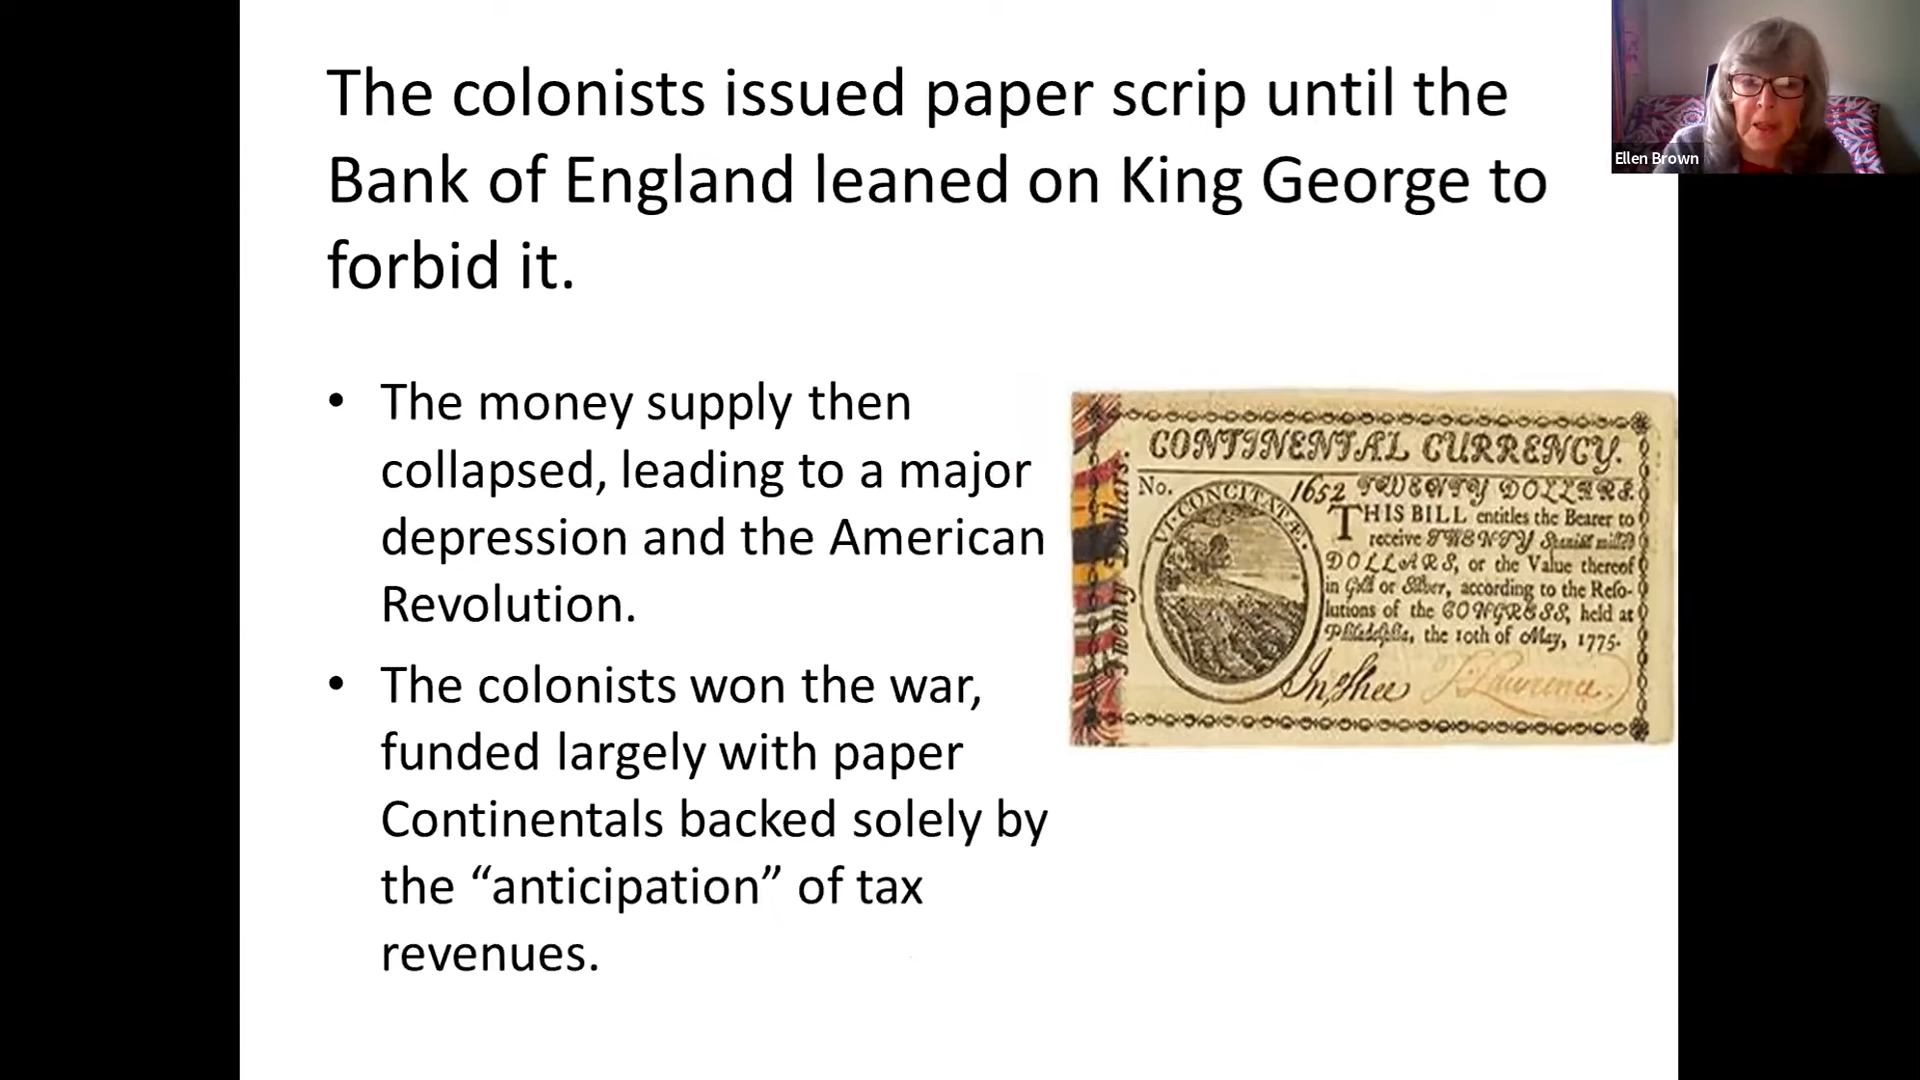 The colonists issued paper scrip until the
Bank of England leaned on King George to
forbid it.
Ellen Brown
• The money supply then
collapsed, leading to a major
depression and the American
Revolution.
• The colonists won the war,
funded largely with paper
Continentals backed solely by
the “anticipation” of tax
revenues.
CONTINENTAL CURRENCY.
No. 1652 TWENTY DOLLARS.
VI CONCITATÆ.
THIS BILL entitles the Bearer to
receive TWENTY Spanish milled
DOLLARS, or the Value thereof
in Gold or Silver, according to the Reso-
lutions of the CONGRESS, held at
Philadelphia, the 10th of May, 1775.
Twenty Dollars.